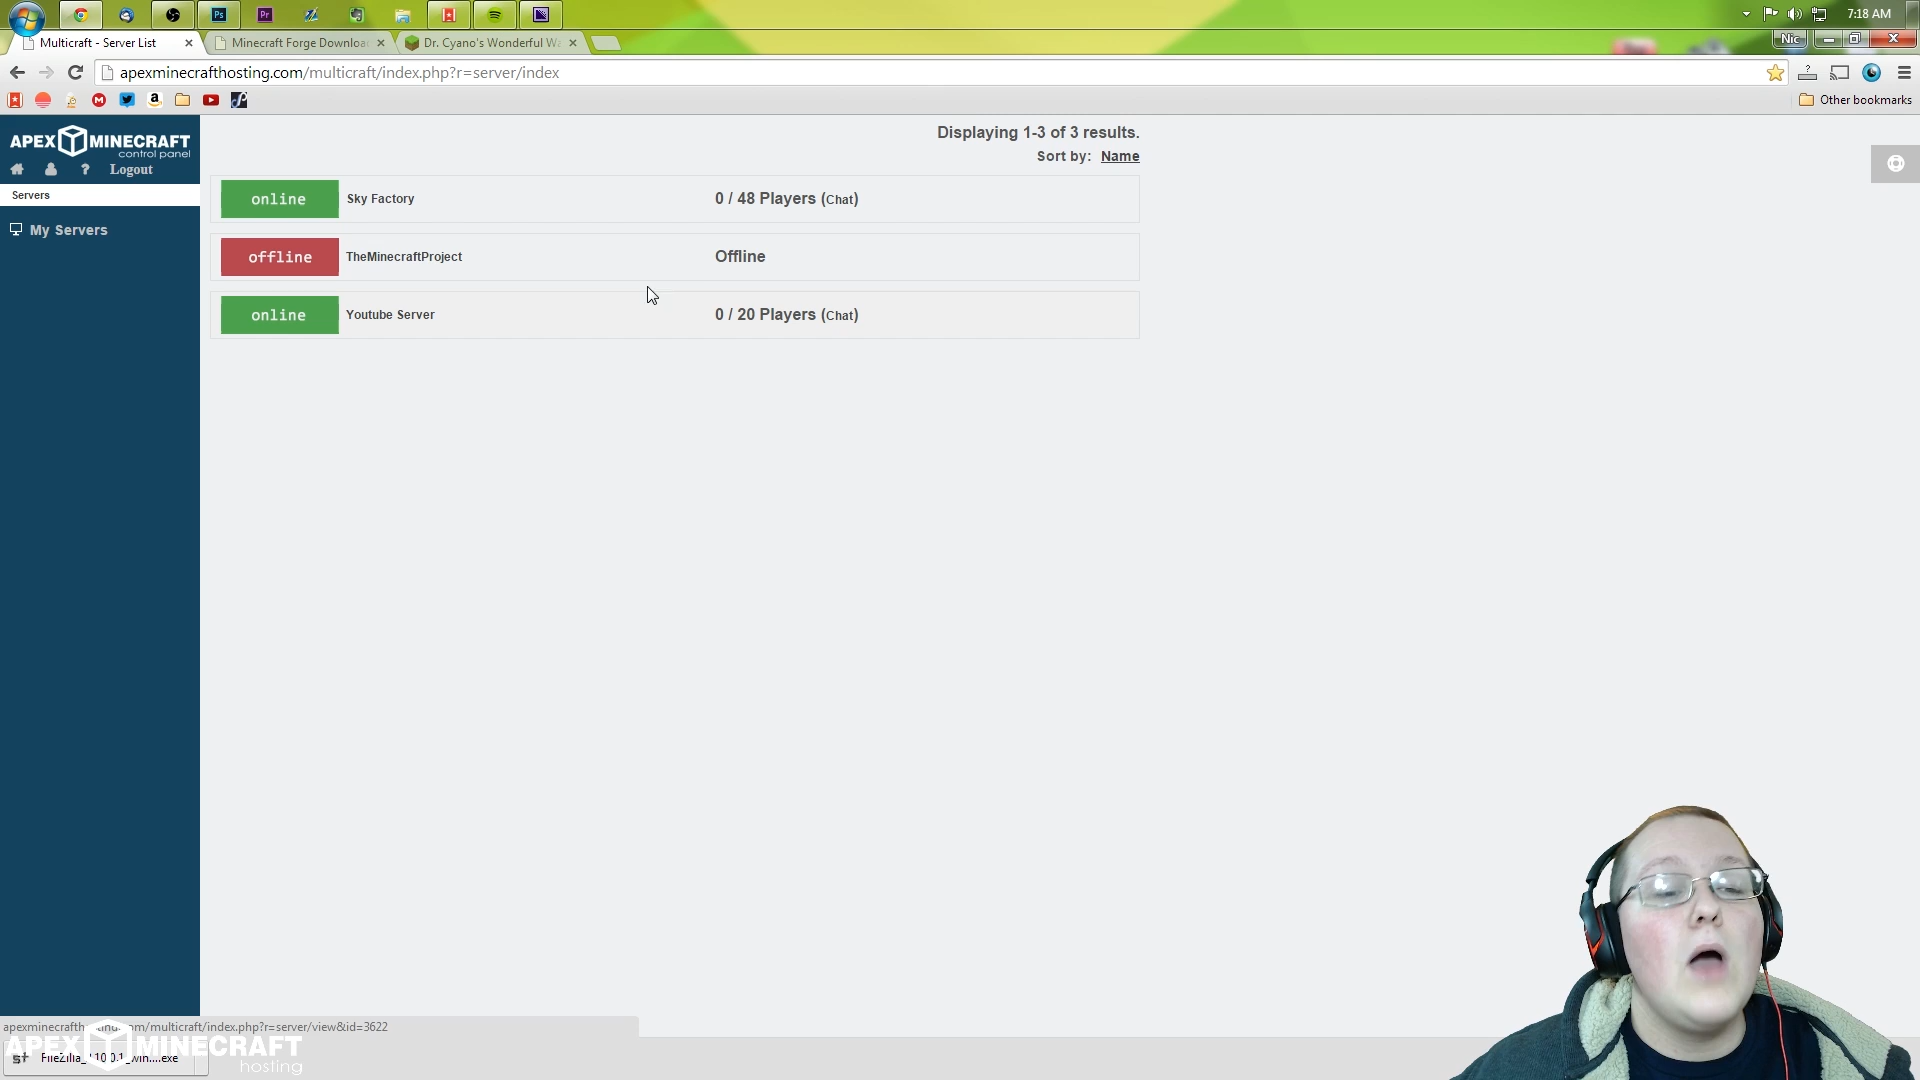 7:18 AM
Multicraft - Server List
Minecraft Forge Downloa
Dr. Cyano's Wonderful Wa
Nic
apexminecrafthosting.com/multicraft/index.php?r=server/index
Other bookmarks
APEX MINECRAFT
control panel
Logout
Servers
My Servers
Displaying 1-3 of 3 results.
Sort by: Name
online Sky Factory 0 / 48 Players (Chat)
offline TheMinecraftProject Offline
online Youtube Server 0 / 20 Players (Chat)
/multicraft/index.php?r=server/view&id=3622
APEX MINECRAFT
hosting